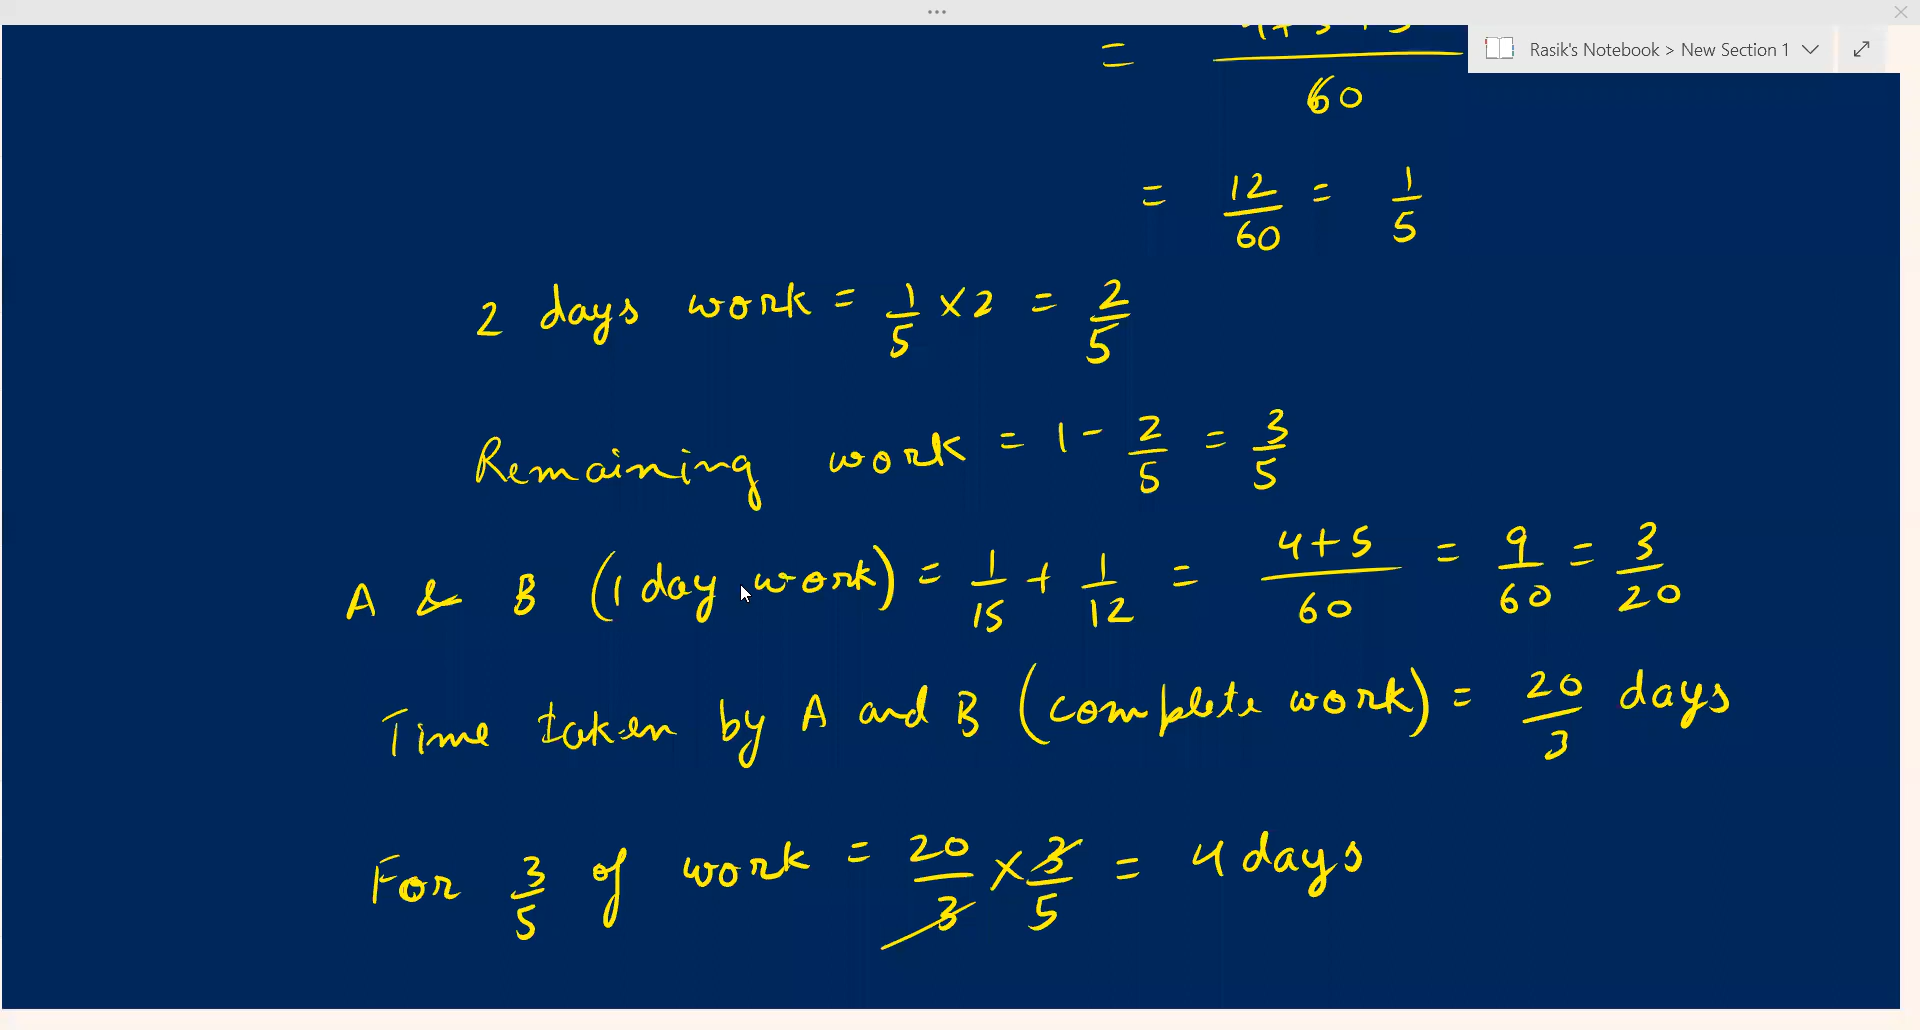 ...
Rasik's Notebook > New Section 1
= 4+5+3 / 60
= 12/60 = 1/5
2 days work = 1/5 × 2 = 2/5
Remaining work = 1 - 2/5 = 3/5
A & B (1 day work) = 1/15 + 1/12 = 4+5/60 = 9/60 = 3/20
Time taken by A and B (complete work) = 20/3 days
For 3/5 of work = 20/3 × 3/5 = 4 days